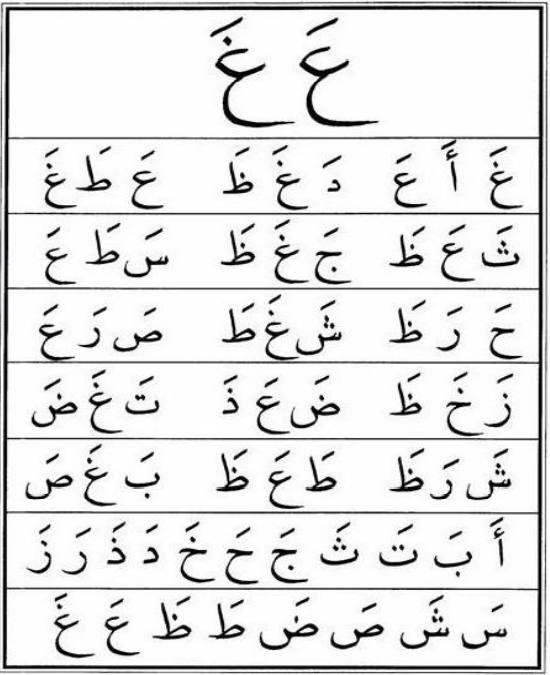 عَ غَ
غَ أَ عَ دَ غَ ظَ عَ طَ غَ
ثَ عَ ظَ جَ غَ ظَ سَ طَ عَ
حَ رَ ظَ شَ غَ طَ صَ رَ عَ
زَ خَ ظَ ضَ عَ ذَ تَ غَ ضَ
شَ رَ ظَ طَ عَ ظَ بَ غَ صَ
أَ بَ تَ ثَ جَ حَ خَ دَ ذَ رَ زَ
سَ شَ صَ ضَ طَ ظَ عَ غَ